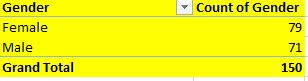 Gender Count of Gender
Female 79
Male 71
Grand Total 150